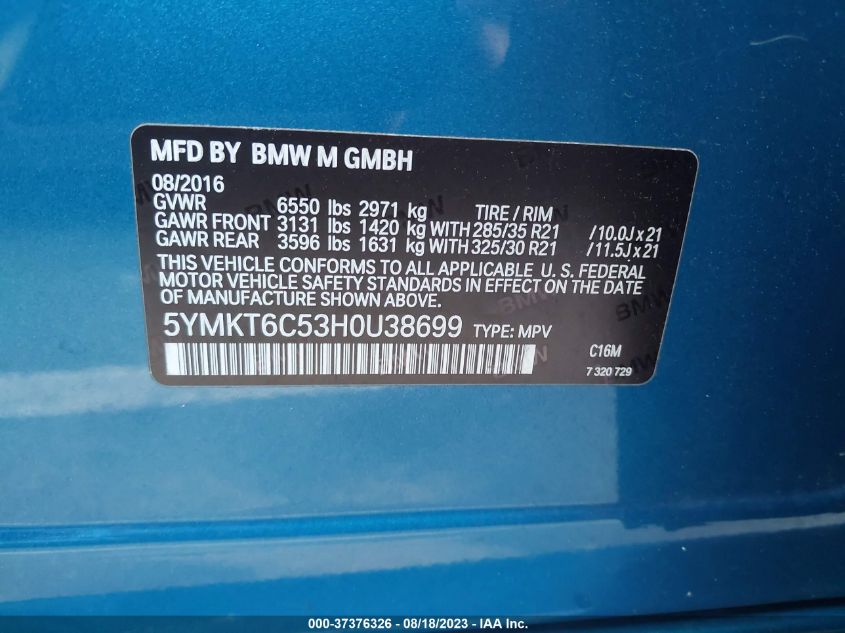 MFD BY BMW M GMBH
08/2016
GVWR 6550 lbs 2971 kg TIRE / RIM
GAWR FRONT 3131 lbs 1420 kg WITH 285/35 R21 /10.0J x 21
GAWR REAR 3596 lbs 1631 kg WITH 325/30 R21 /11.5J x 21
THIS VEHICLE CONFORMS TO ALL APPLICABLE U. S. FEDERAL
MOTOR VEHICLE SAFETY STANDARDS IN EFFECT ON THE DATE
OF MANUFACTURE SHOWN ABOVE.
5YMKT6C53H0U38699 TYPE: MPV
C16M
7 320 729
000-37376326 - 08/18/2023 - IAA Inc.